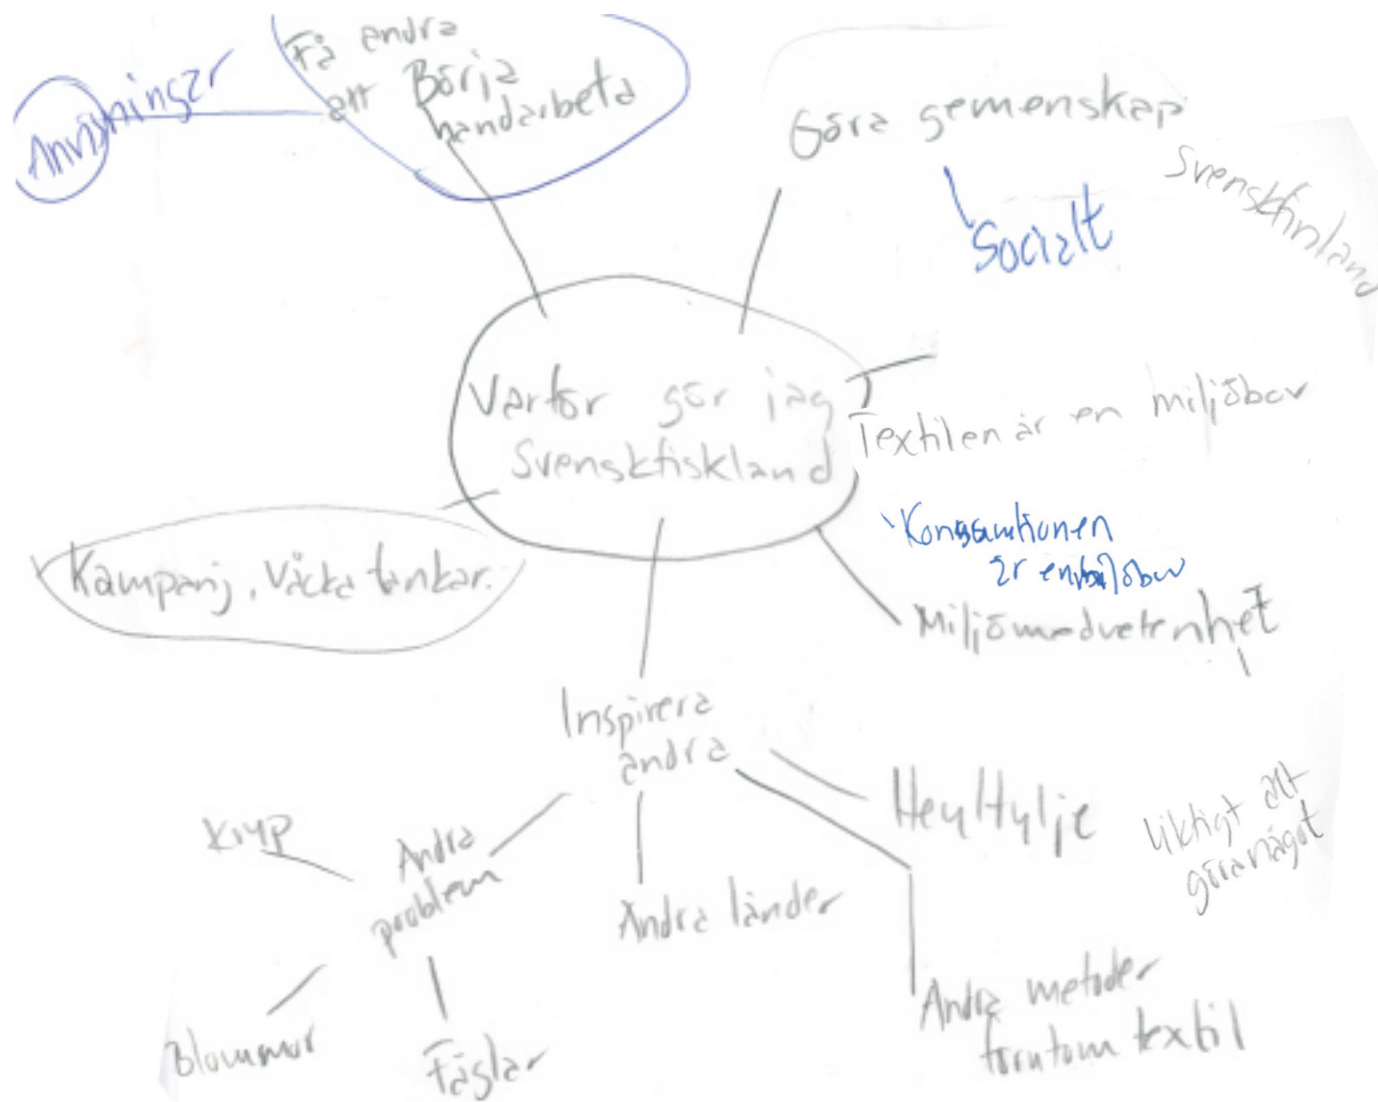 Få andra
att Börja
handarbeta
Anvisningar
Göra gemenskap
Svenskfinland
Socialt
Varför gör jag
Svenskfiskland
Textilen är en miljöbov
Konsumtionen
är en miljöbov
Kampanj, väcka tankar.
Miljömedvetenhet
Inspirera
andra
HeyHylje
Viktigt att
göra något
Kryp
Andra
problem
Andra länder
Andra metoder
förutom textil
Blommor
Fåglar